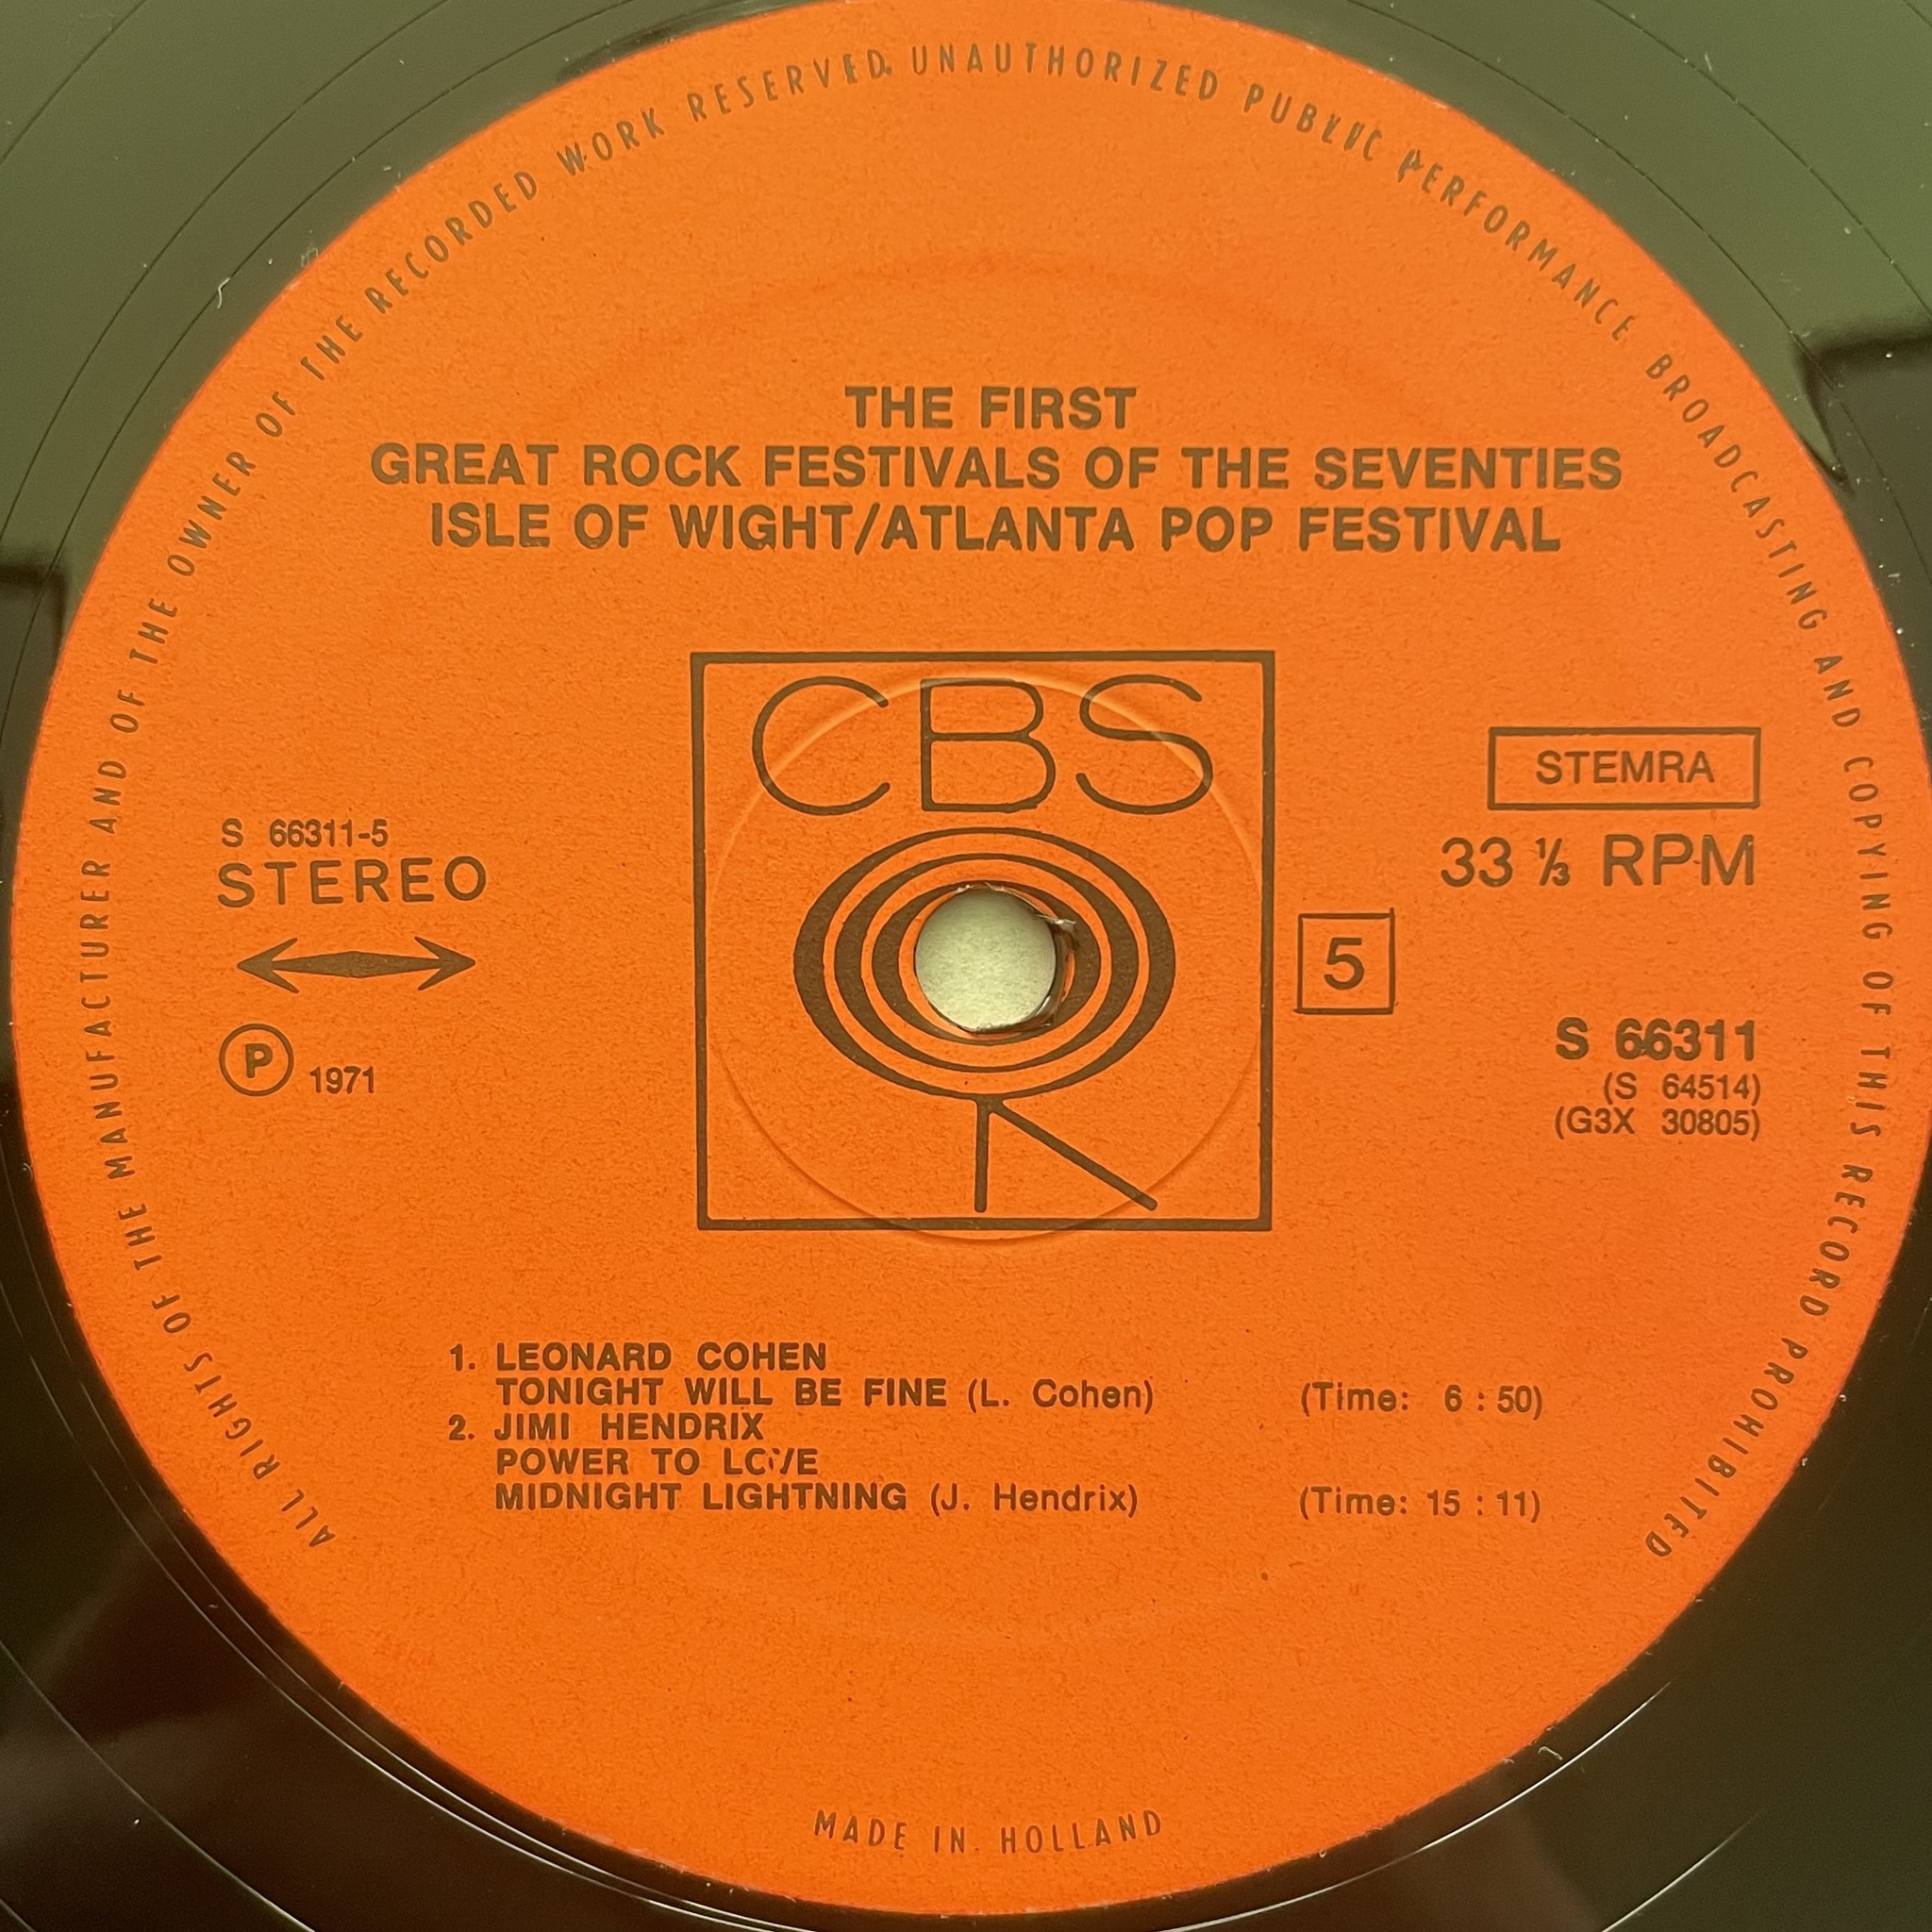 ALL RIGHTS OF THE MANUFACTURER AND OF THE OWNER OF THE RECORDED WORK RESERVED. UNAUTHORIZED PUBLIC PERFORMANCE BROADCASTING AND COPYING OF THIS RECORD PROHIBITED
THE FIRST
GREAT ROCK FESTIVALS OF THE SEVENTIES
ISLE OF WIGHT/ATLANTA POP FESTIVAL
CBS
STEMRA
S 66311-5
STEREO
33 ⅓ RPM
5
P 1971
S 66311
(S 64514)
(G3X 30805)
1. LEONARD COHEN
TONIGHT WILL BE FINE (L. Cohen) (Time: 6 : 50)
2. JIMI HENDRIX
POWER TO LOVE
MIDNIGHT LIGHTNING (J. Hendrix) (Time: 15 : 11)
MADE IN HOLLAND